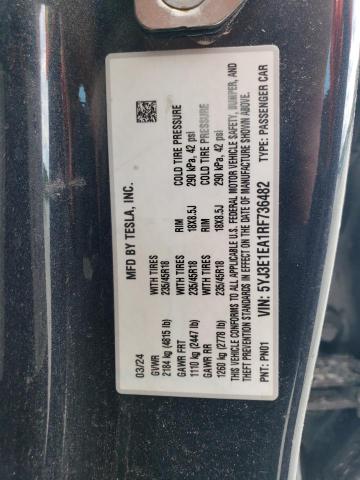 MFD BY TESLA, INC.
03/24
GVWR
2184 kg (4815 lb)
GAWR FRT WITH TIRES RIM COLD TIRE PRESSURE
1110 kg (2447 lb) 235/45R18 18X8.5J 290 kPa, 42 psi
GAWR RR WITH TIRES RIM COLD TIRE PRESSURE
1260 kg (2778 lb) 235/45R18 18X8.5J 290 kPa, 42 psi
THIS VEHICLE CONFORMS TO ALL APPLICABLE U.S. FEDERAL MOTOR VEHICLE SAFETY, BUMPER, AND
THEFT PREVENTION STANDARDS IN EFFECT ON THE DATE OF MANUFACTURE SHOWN ABOVE.
VIN: 5YJ3E1EA1RF736482 TYPE: PASSENGER CAR
PNT: PN01